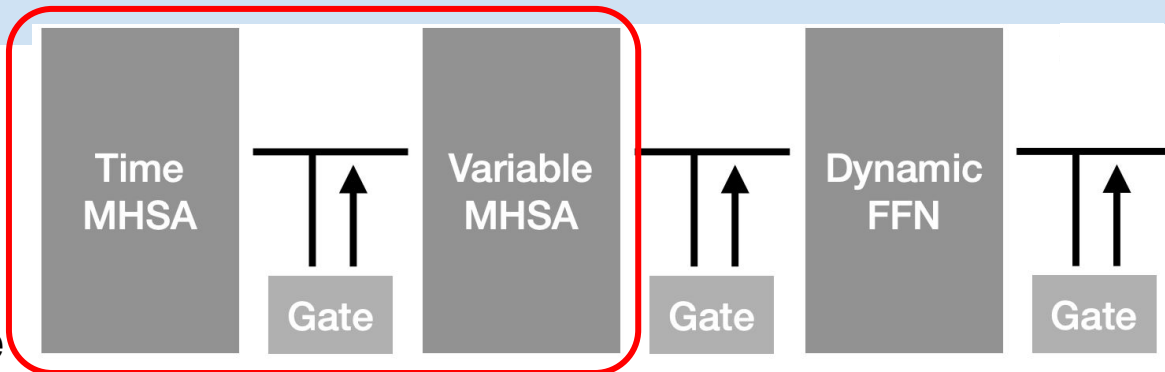 Time
MHSA
Gate
Variable
MHSA
Gate
Dynamic
FFN
Gate